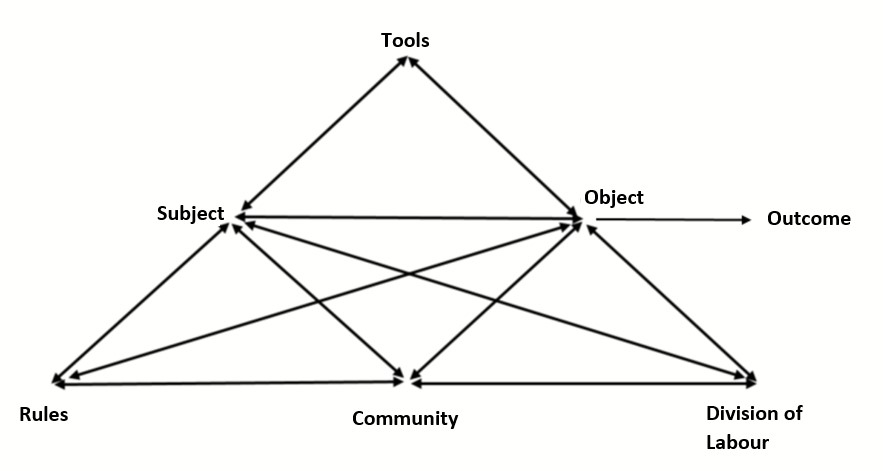 Tools
Object
Subject
Outcome
Rules
Community
Division of
Labour